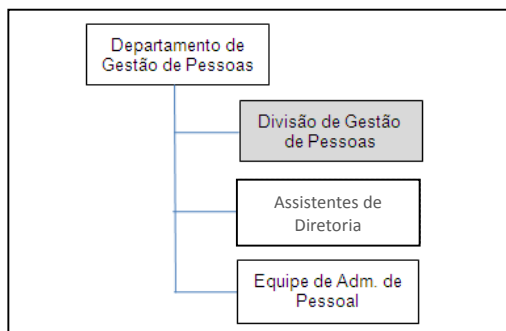 Departamento de
Gestão de Pessoas
Divisão de Gestão
de Pessoas
Assistentes de
Diretoria
Equipe de Adm. de
Pessoal